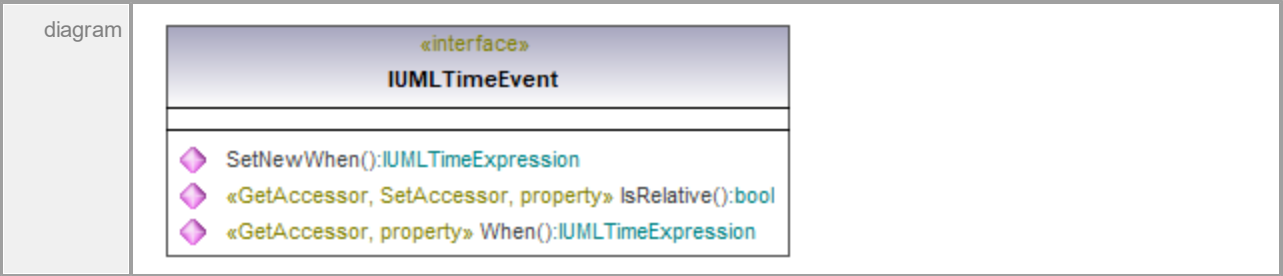 diagram
«interface»
IUMLTimeEvent
SetNewWhen():IUMLTimeExpression
«GetAccessor, SetAccessor, property» IsRelative():bool
«GetAccessor, property» When():IUMLTimeExpression